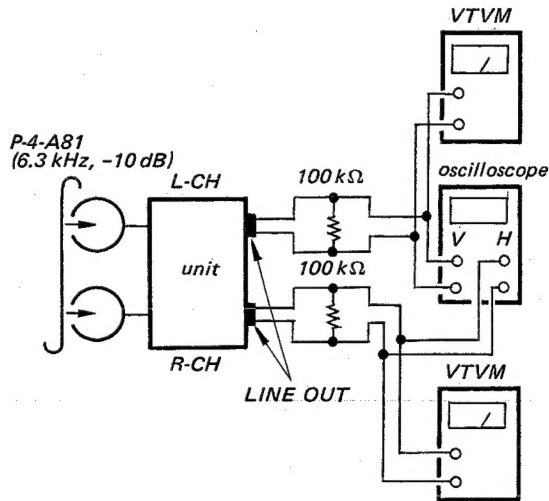 VTVM
P-4-A81
(6.3 kHz, -10 dB)
L-CH
100 kΩ
oscilloscope
V H
unit
100 kΩ
R-CH
LINE OUT
VTVM